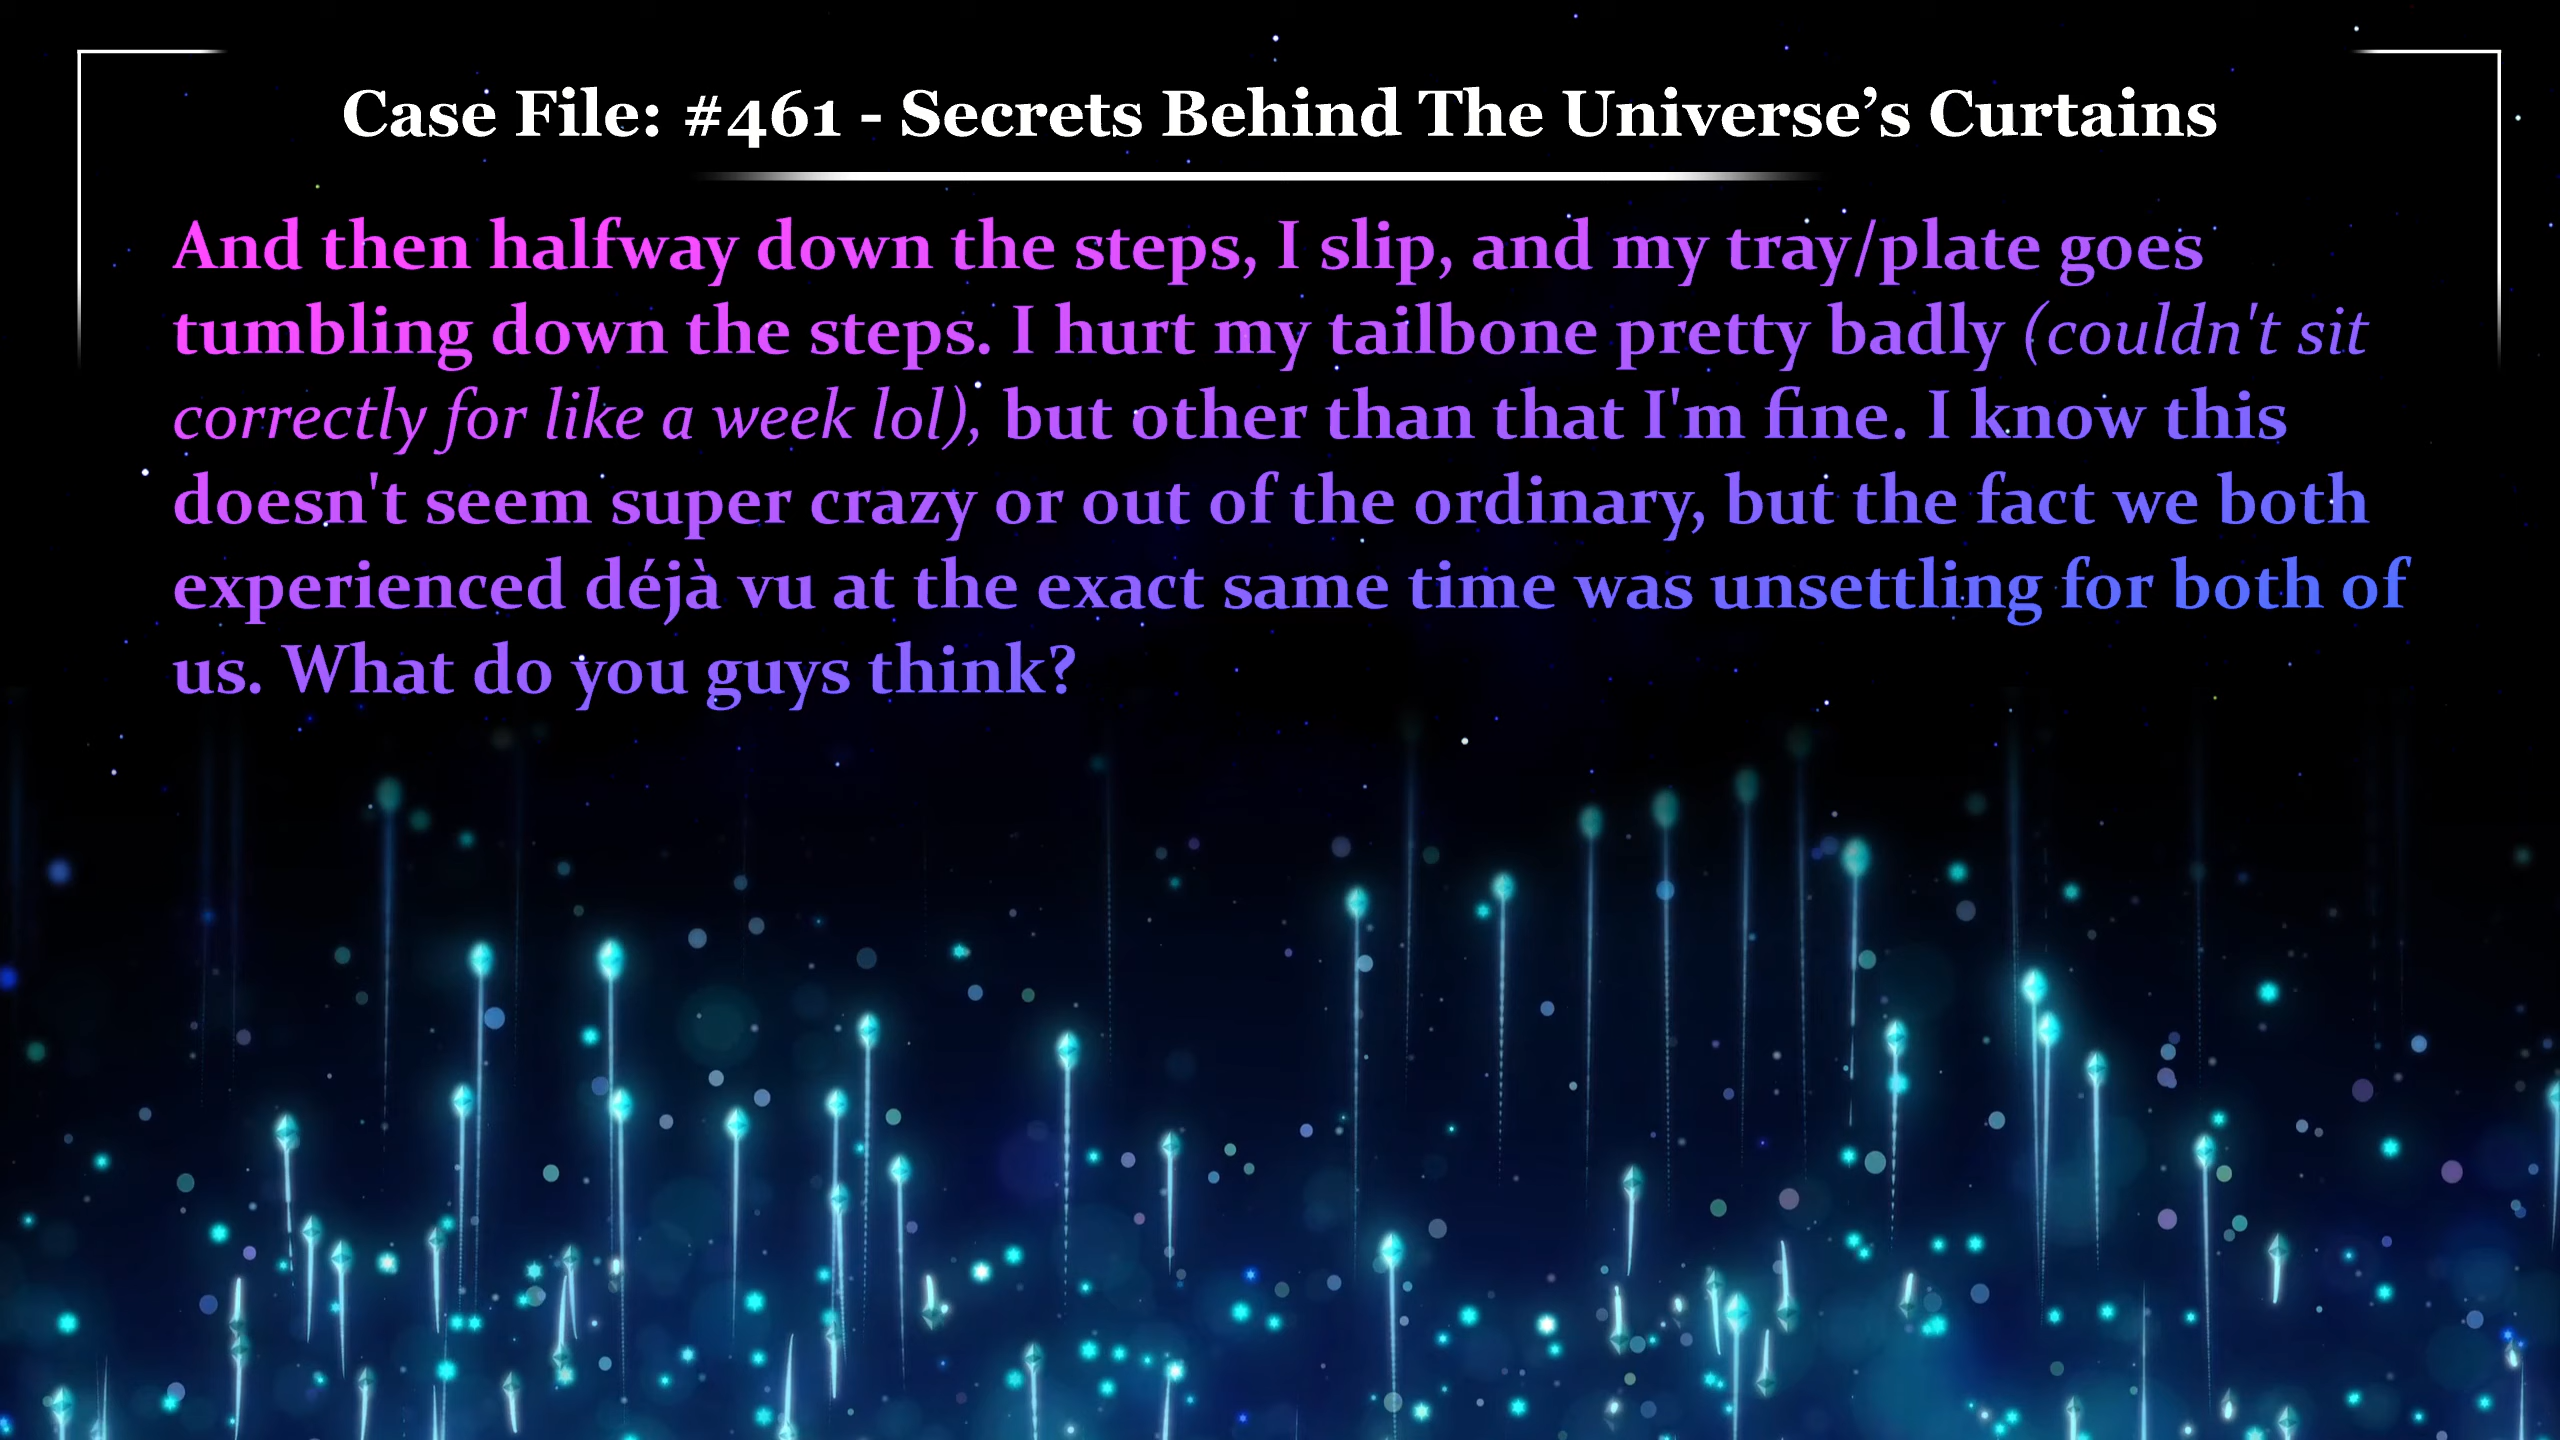 Case File: #461 - Secrets Behind The Universe’s Curtains
And then halfway down the steps, I slip, and my tray/plate goes
tumbling down the steps. I hurt my tailbone pretty badly (couldn't sit
correctly for like a week lol), but other than that I'm fine. I know this
doesn't seem super crazy or out of the ordinary, but the fact we both
experienced déjà vu at the exact same time was unsettling for both of
us. What do you guys think?